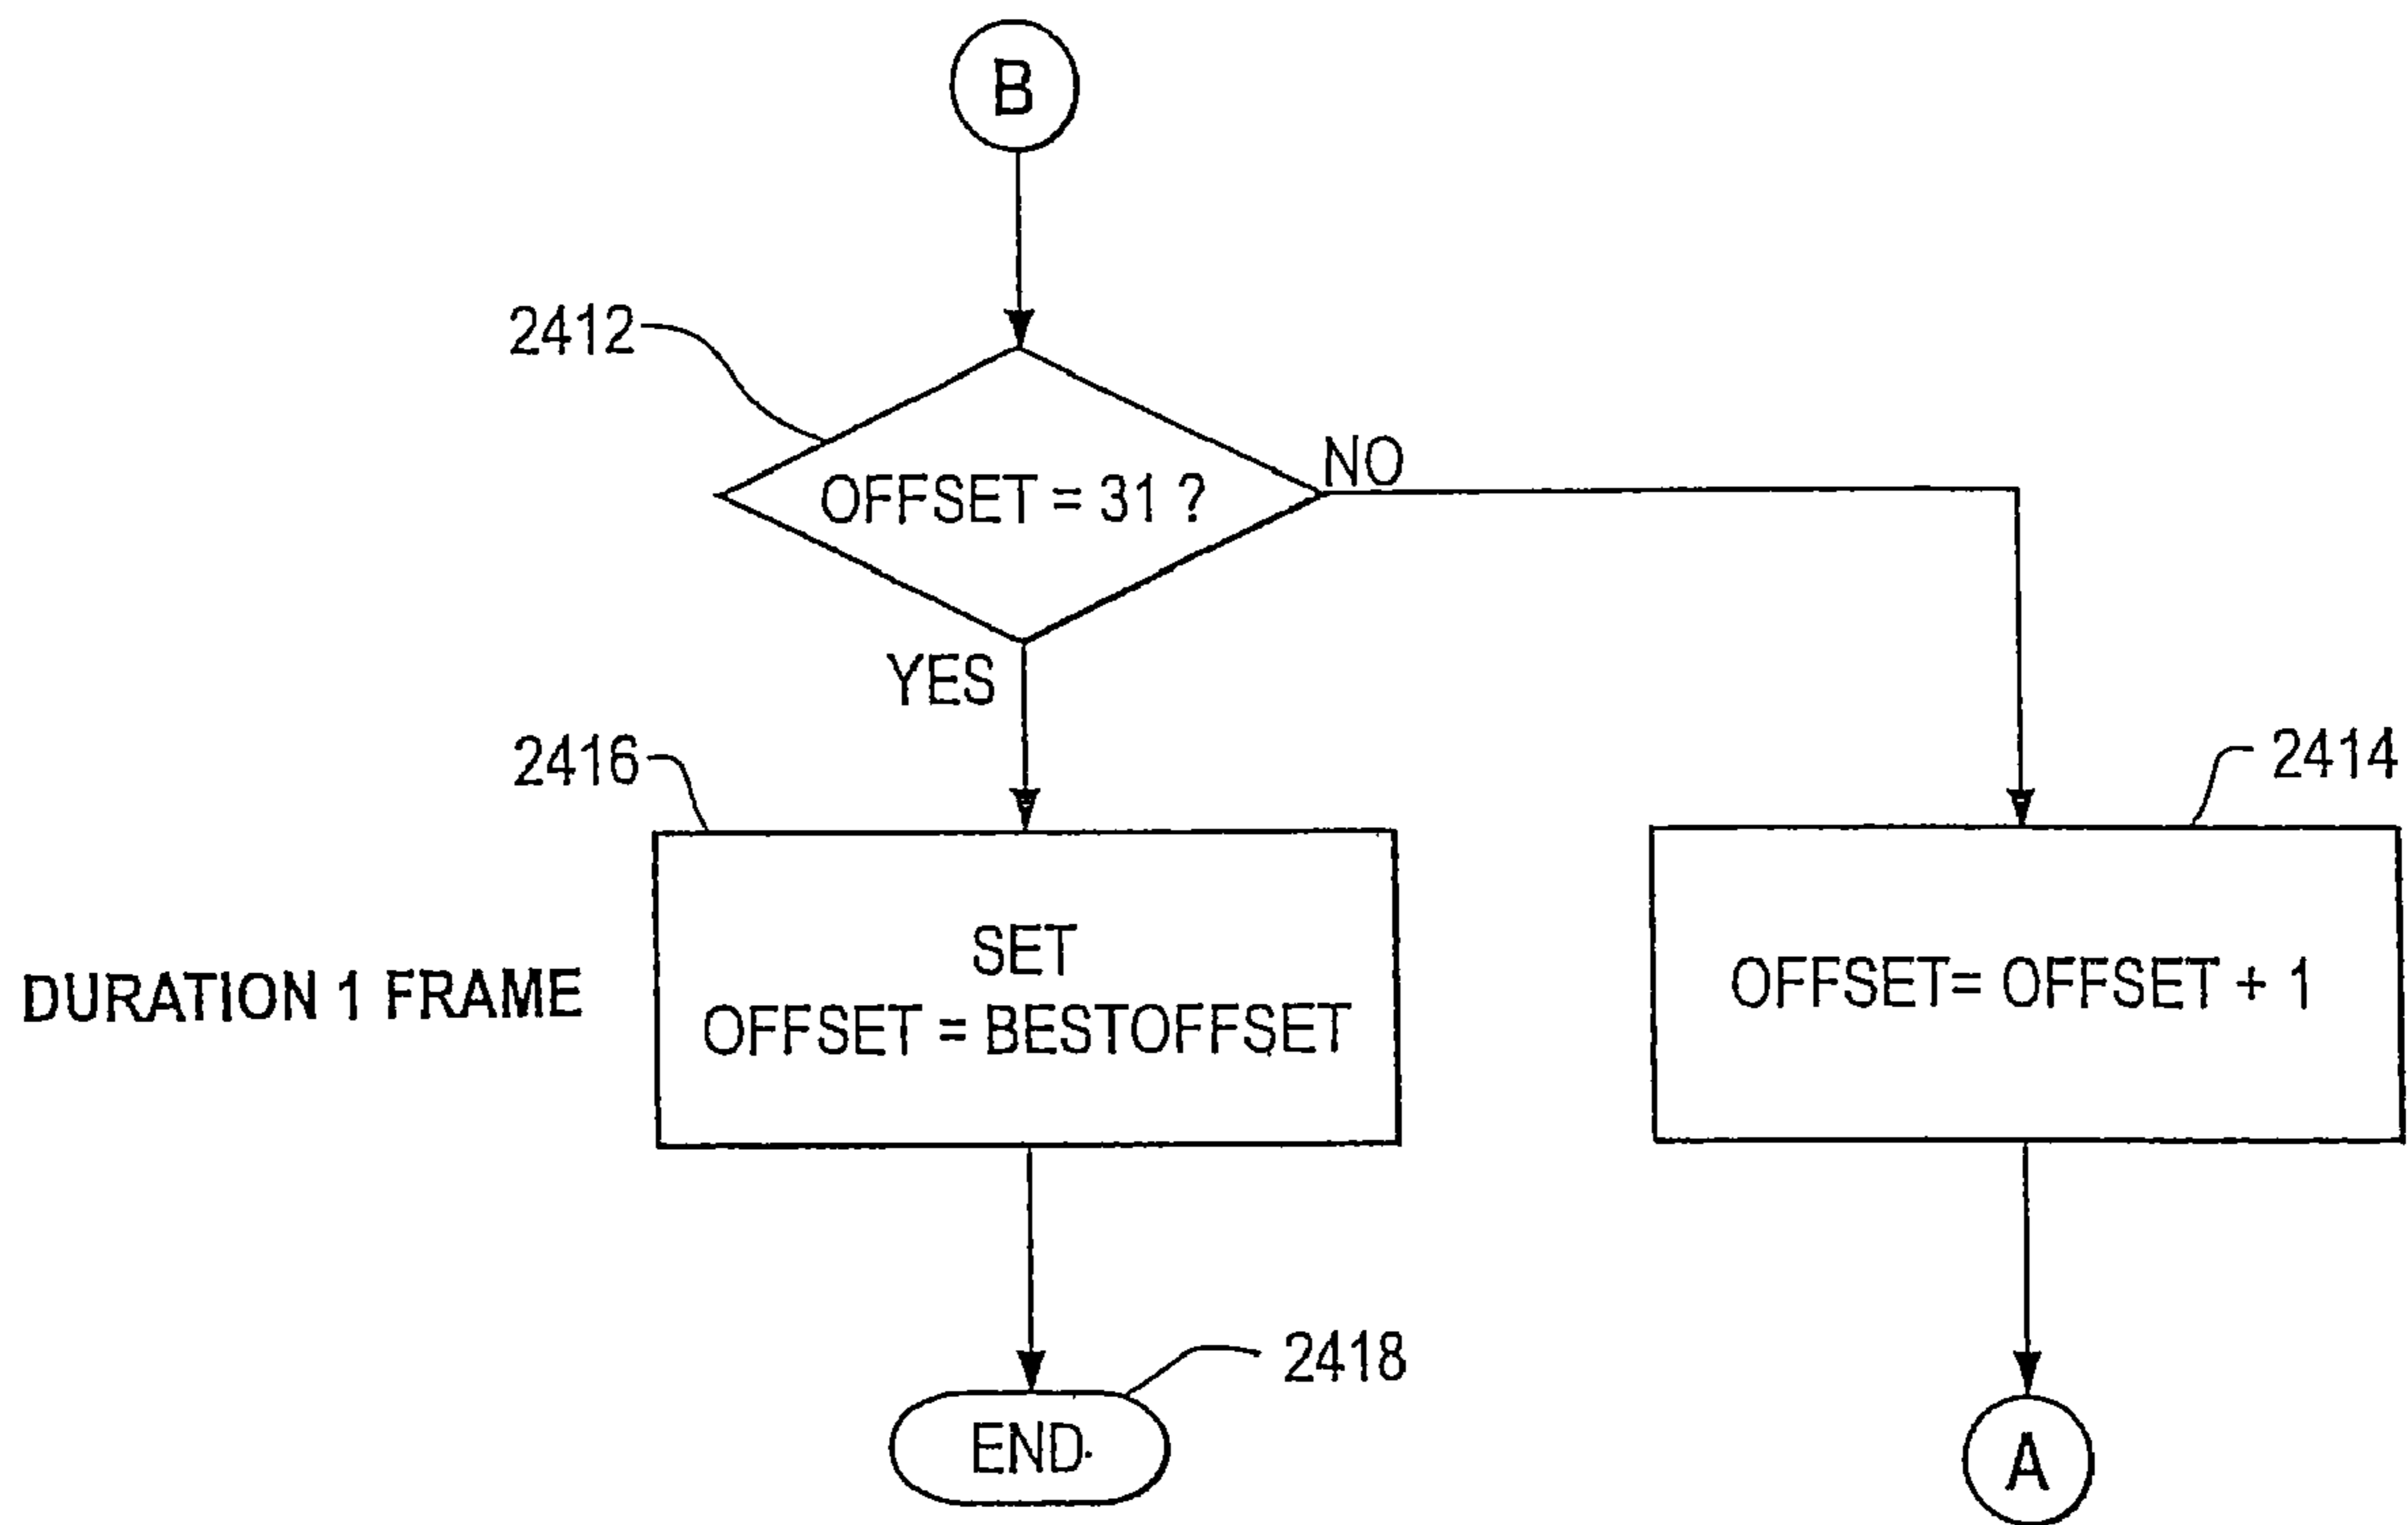 B
2412
OFFSET = 31 ?
NO
YES
2416
2414
SET
OFFSET = BESTOFFSET
OFFSET= OFFSET + 1
DURATION 1 FRAME
2418
END.
A